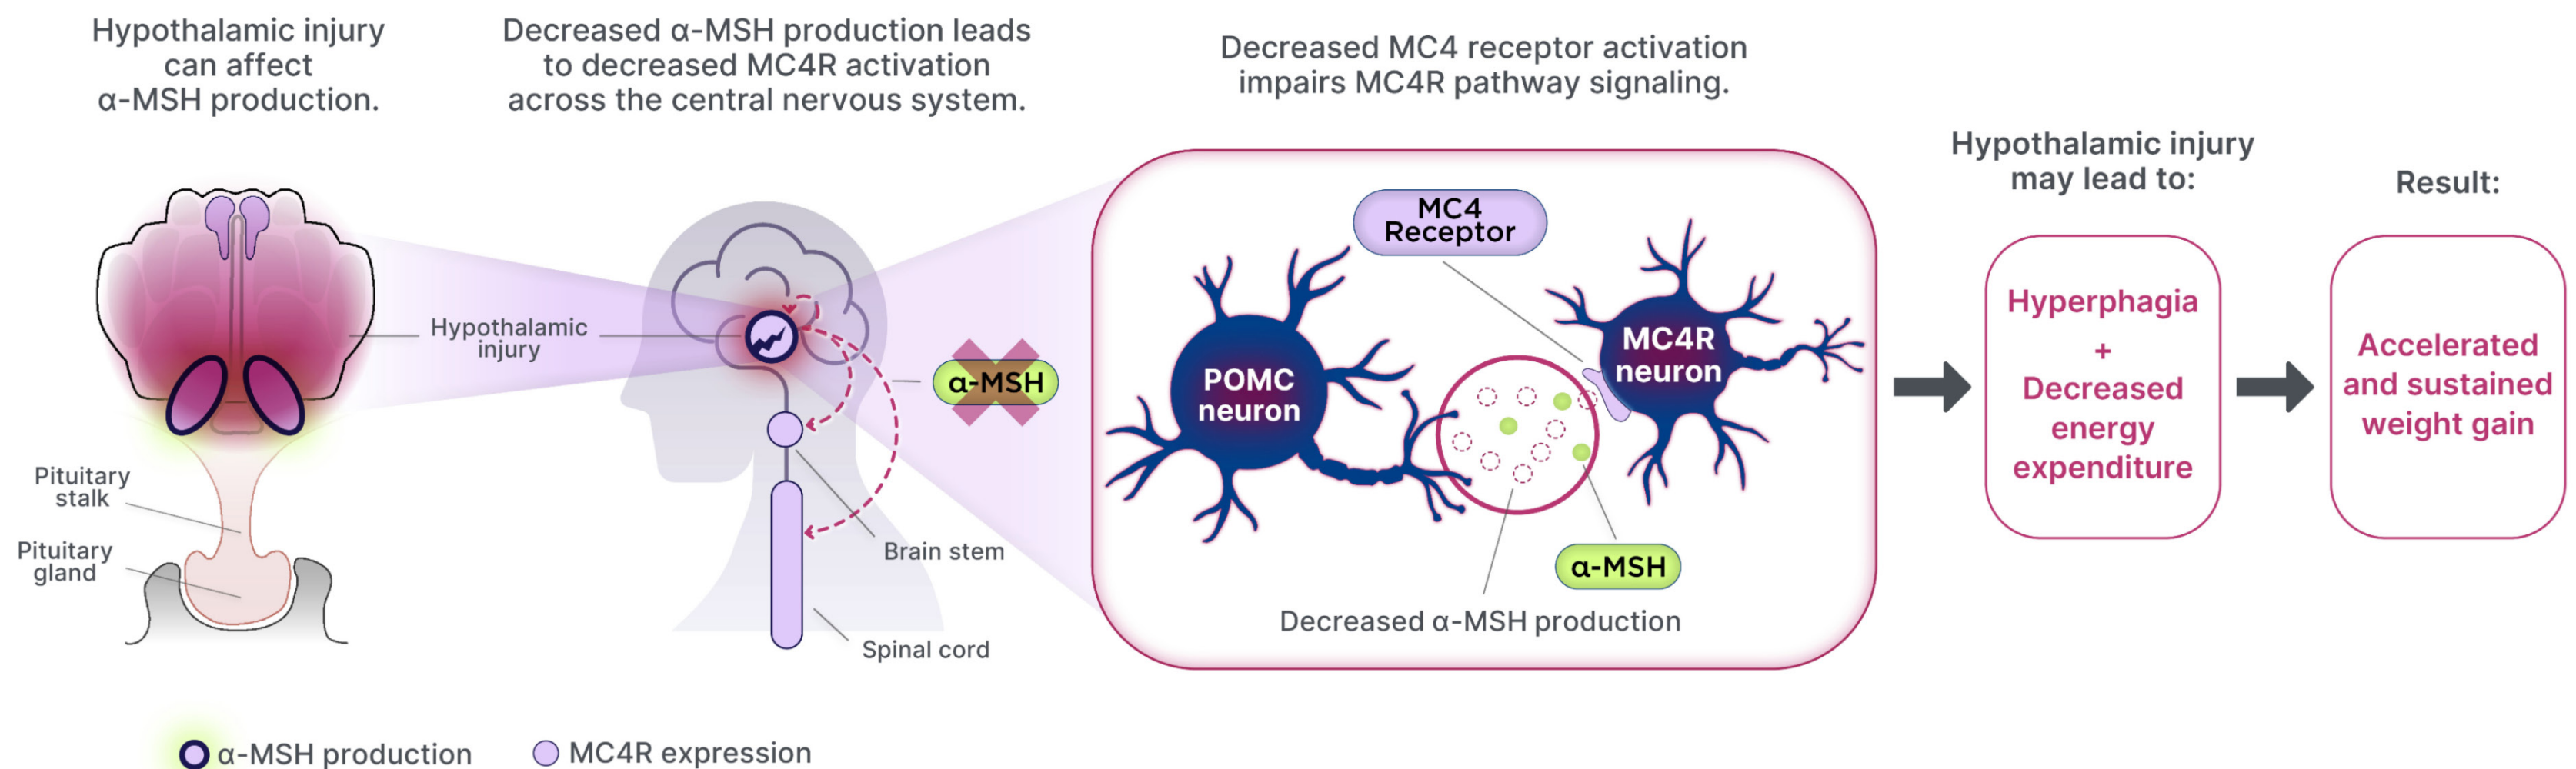 Hypothalamic injury
can affect
α-MSH production.
Decreased α-MSH production leads
to decreased MC4R activation
across the central nervous system.
Decreased MC4 receptor activation
impairs MC4R pathway signaling.
Hypothalamic injury
may lead to:
Result:
Hypothalamic
injury
Pituitary
stalk
Pituitary
gland
α-MSH
Brain stem
Spinal cord
MC4
Receptor
POMC
neuron
MC4R
neuron
α-MSH
Decreased α-MSH production
Hyperphagia
+
Decreased
energy
expenditure
Accelerated
and sustained
weight gain
α-MSH production
MC4R expression